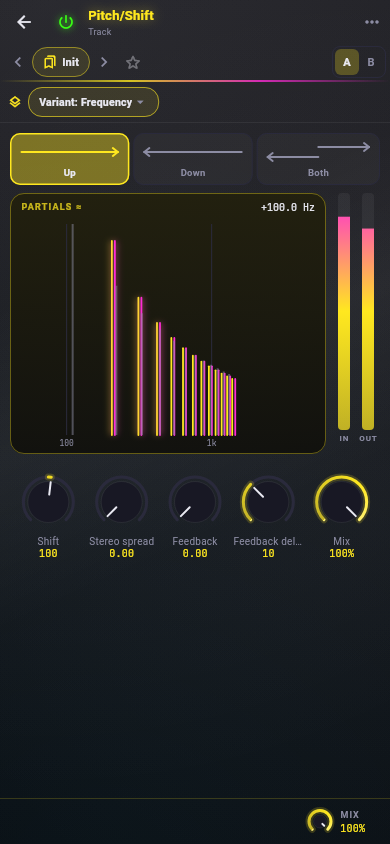 Pitch/Shift
Track
Init
A B
Variant: Frequency
Up Down Both
PARTIALS ≈ +100.0 Hz
100 1k
IN OUT
Shift Stereo spread Feedback Feedback del… Mix
100 0.00 0.00 10 100%
MIX
100%